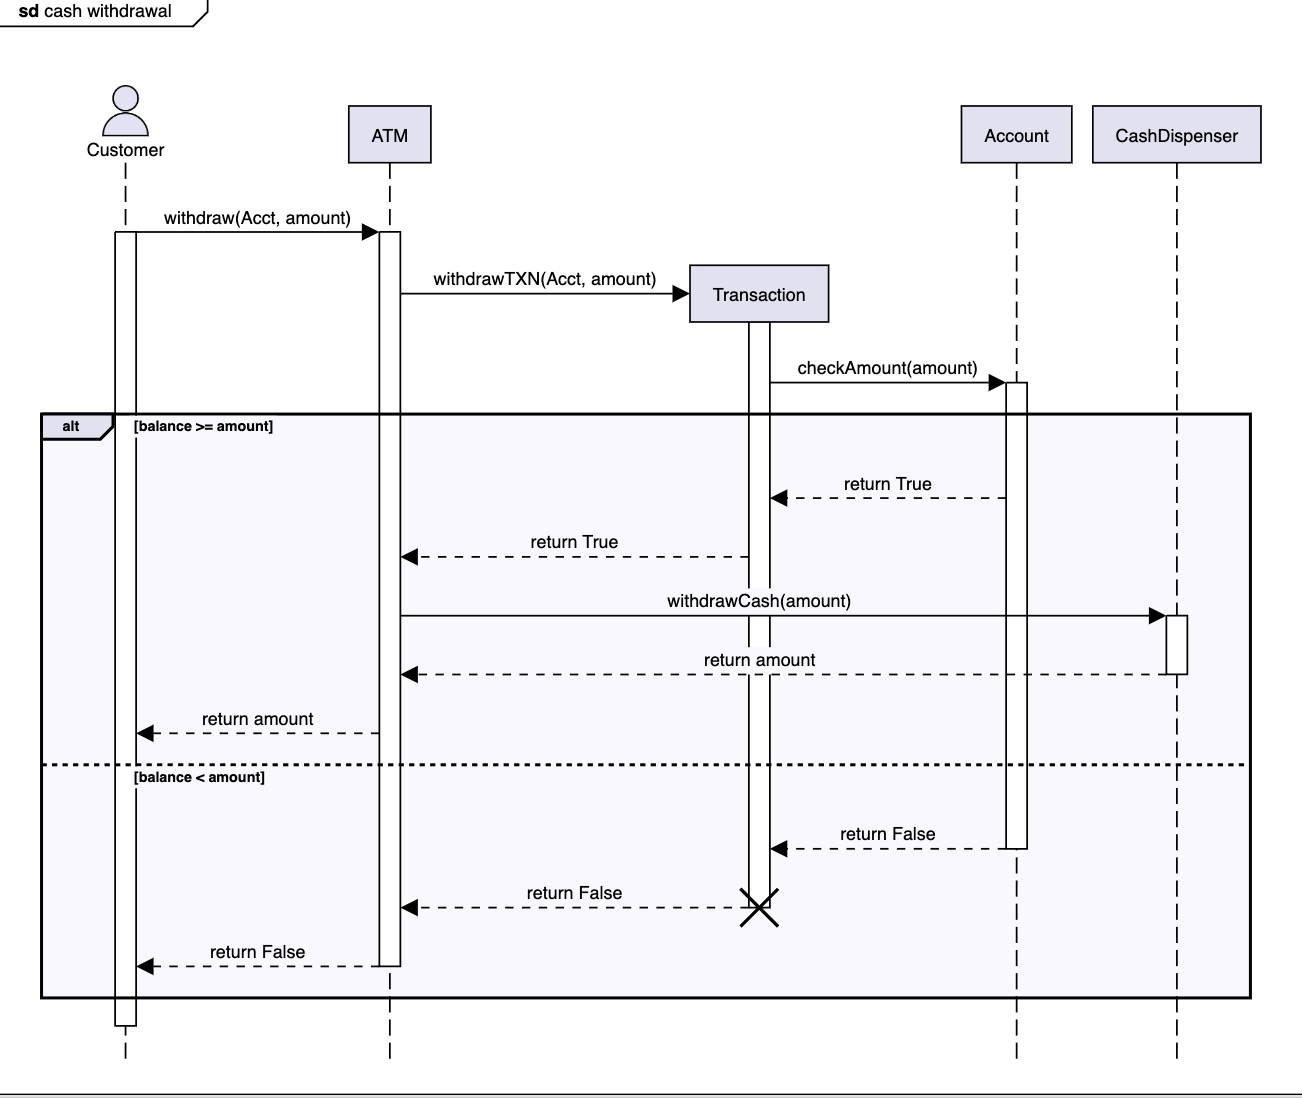 sd cash withdrawal
Customer
ATM
Account
CashDispenser
withdraw(Acct, amount)
withdrawTXN(Acct, amount)
Transaction
checkAmount(amount)
alt
[balance >= amount]
return True
return True
withdrawCash(amount)
return amount
return amount
[balance < amount]
return False
return False
return False